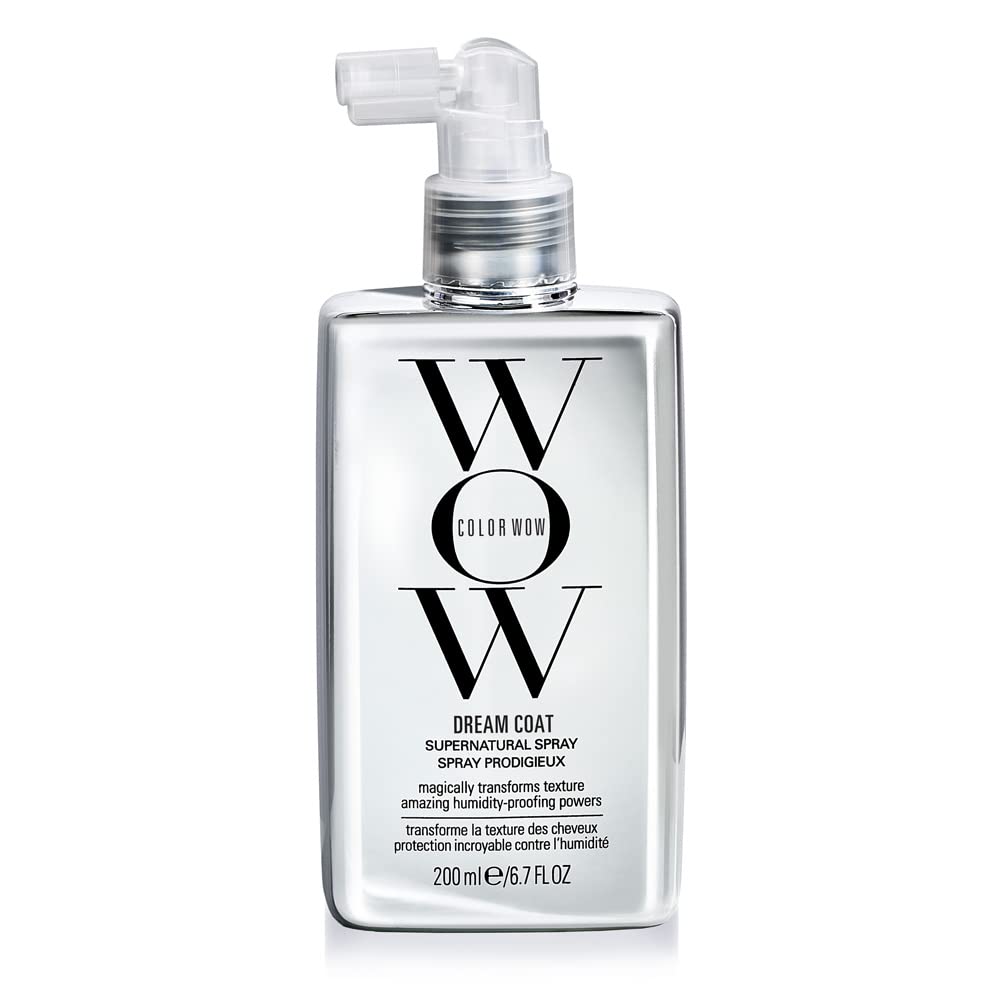 W
O
COLOR WOW
W
DREAM COAT
SUPERNATURAL SPRAY
SPRAY PRODIGIEUX
magically transforms texture
amazing humidity-proofing powers
transforme la texture des cheveux
protection incroyable contre l'humidité
200 ml℮/6.7 FL OZ